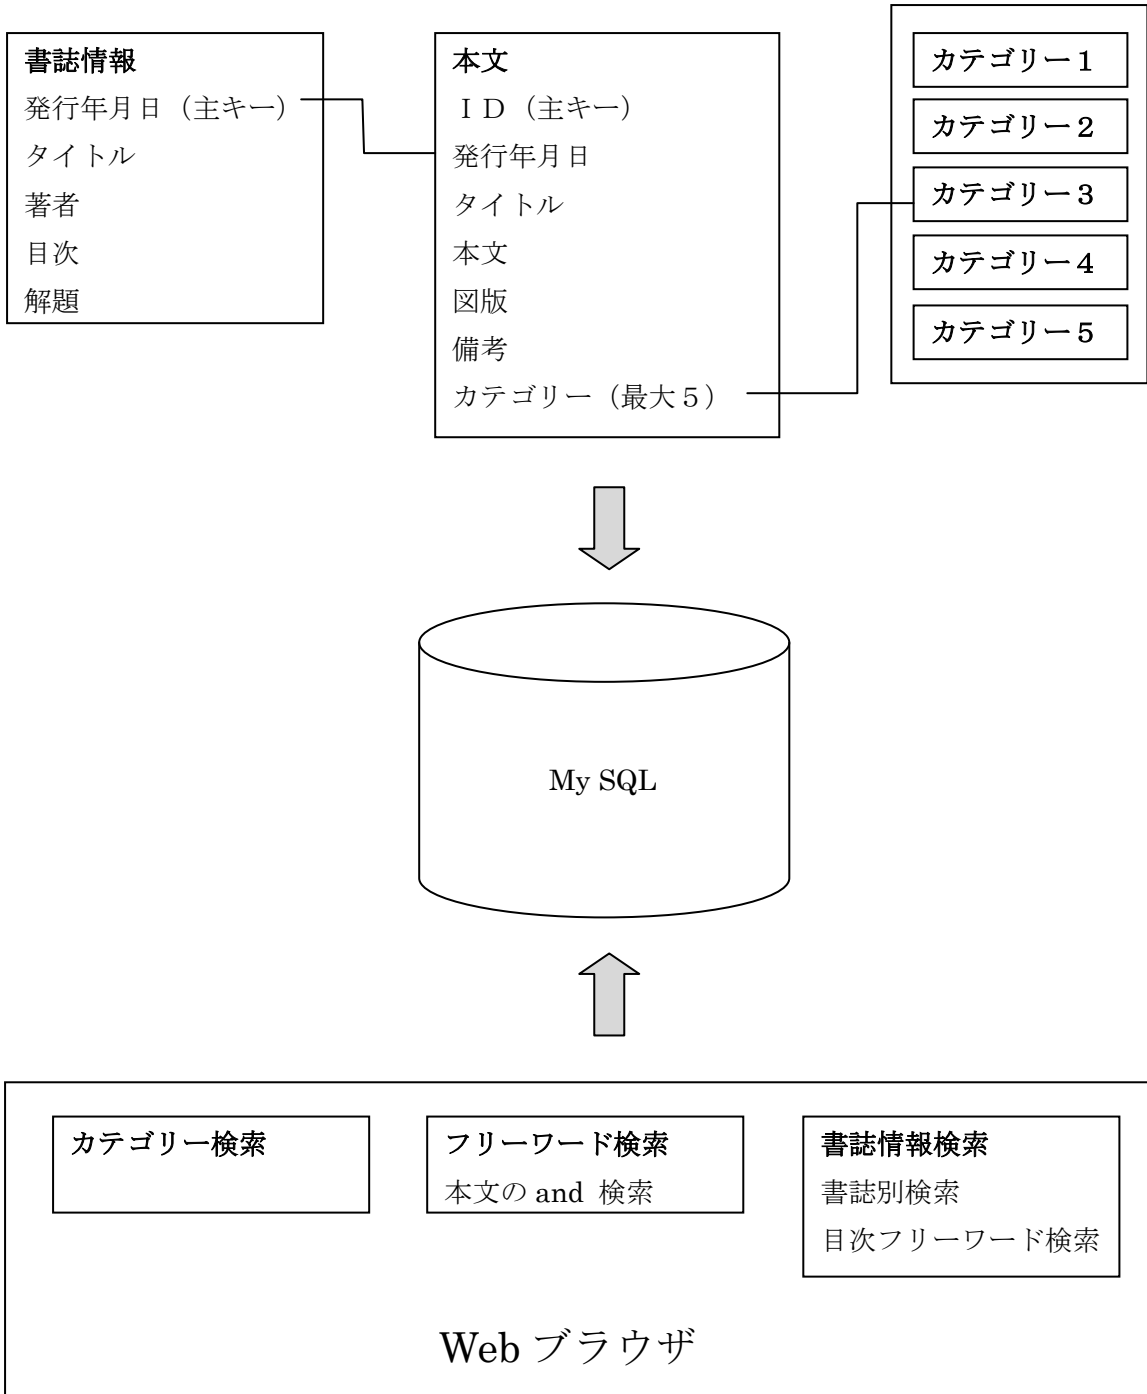 書誌情報
発行年月日（主キー）
タイトル
著者
目次
解題
本文
ＩＤ（主キー）
発行年月日
タイトル
本文
図版
備考
カテゴリー（最大５）
カテゴリー１
カテゴリー２
カテゴリー３
カテゴリー４
カテゴリー５
My SQL
カテゴリー検索
フリーワード検索
本文の and 検索
書誌情報検索
書誌別検索
目次フリーワード検索
Web ブラウザ